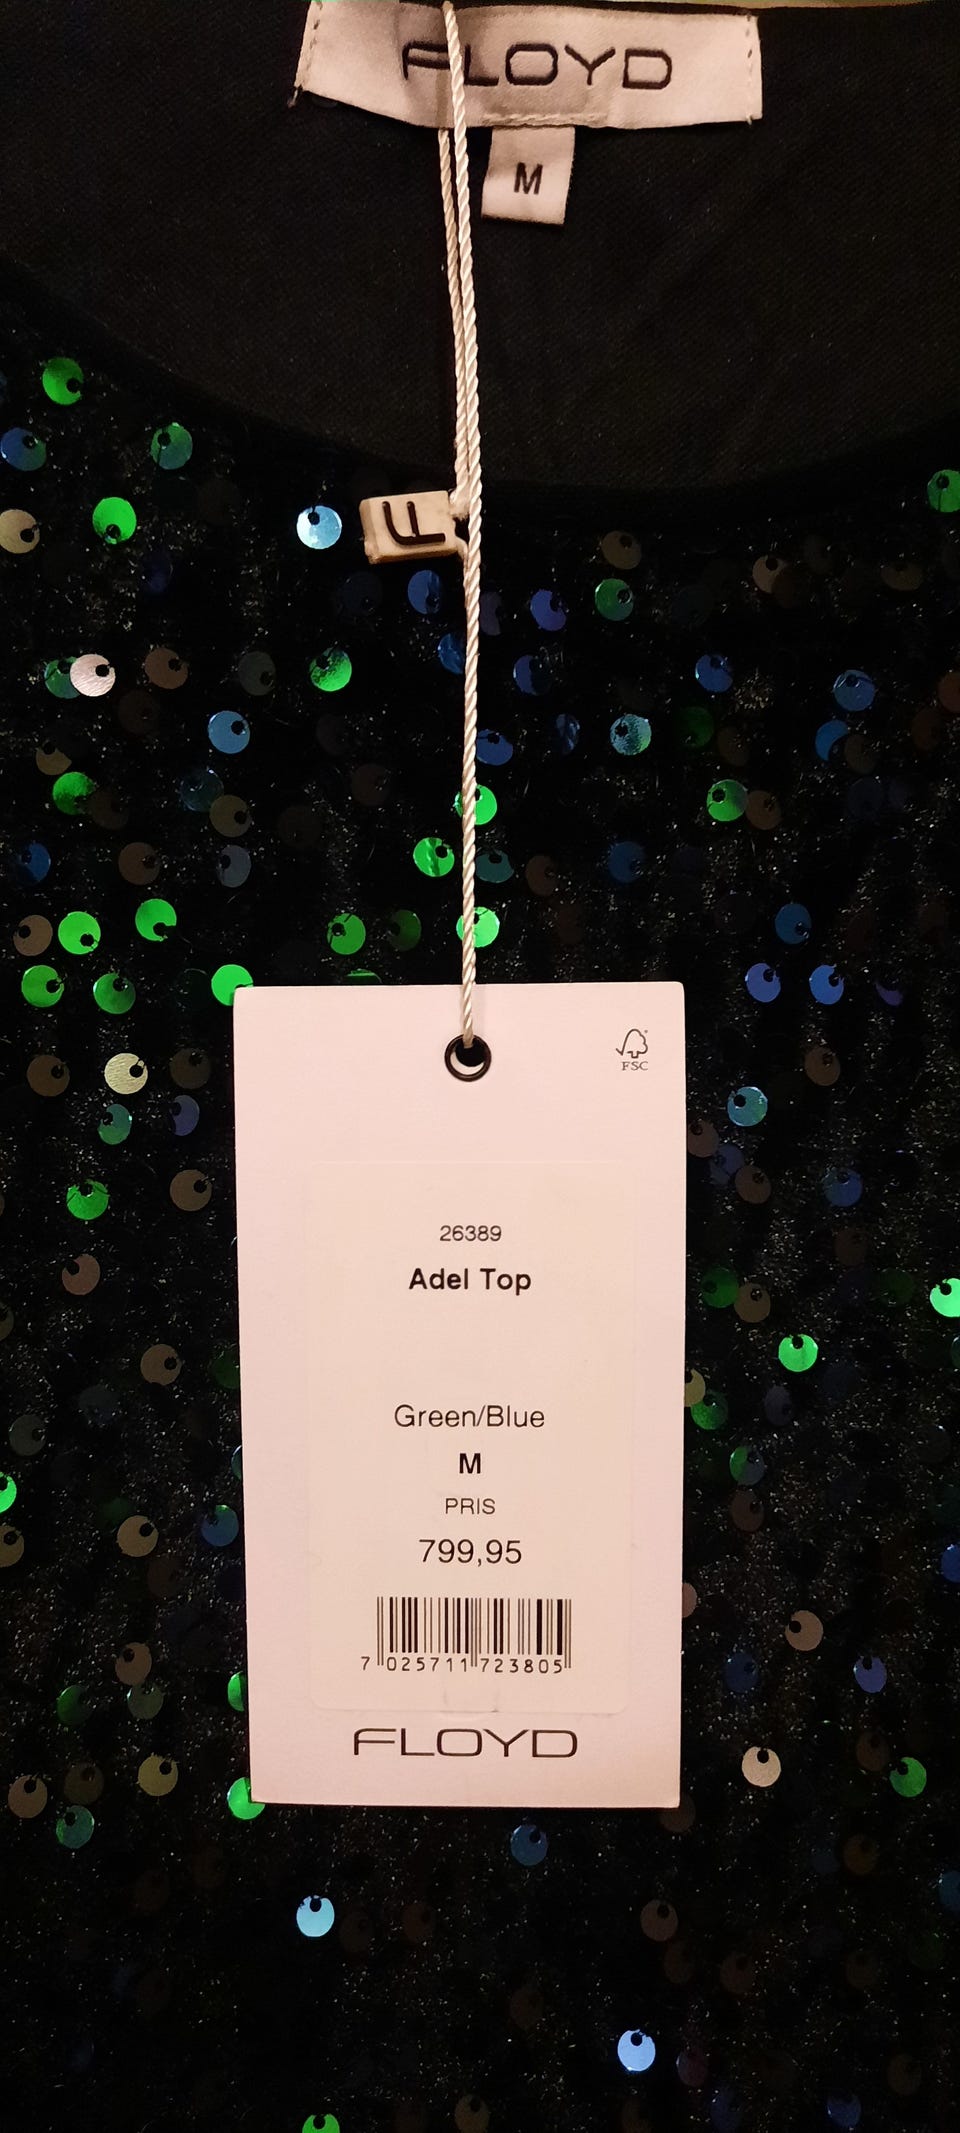 FLOYD
M
F
FSC
26389
Adel Top
Green/Blue
M
PRIS
799,95
7 025711 723805
FLOYD